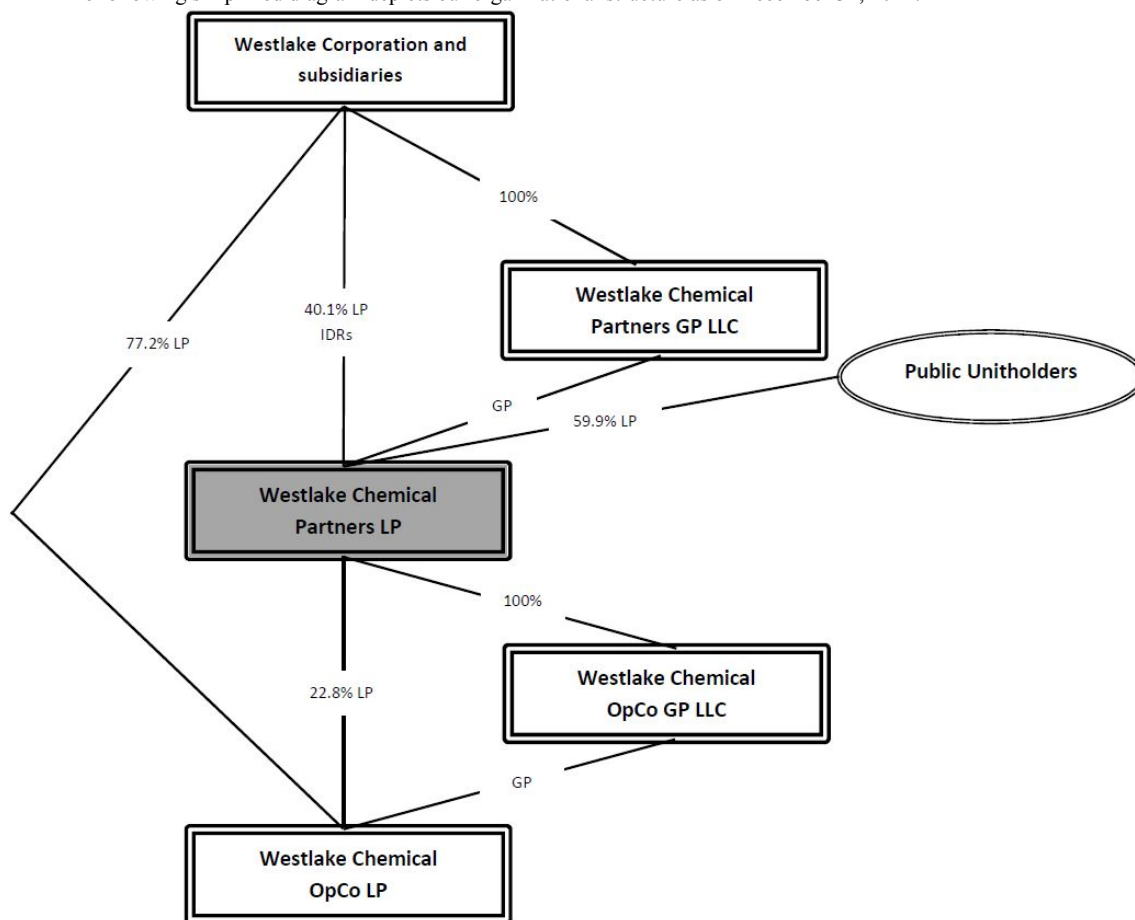 Westlake Corporation and
subsidiaries
100%
Westlake Chemical
Partners GP LLC
40.1% LP
IDRs
77.2% LP
Public Unitholders
GP
59.9% LP
Westlake Chemical
Partners LP
100%
Westlake Chemical
OpCo GP LLC
22.8% LP
GP
Westlake Chemical
OpCo LP